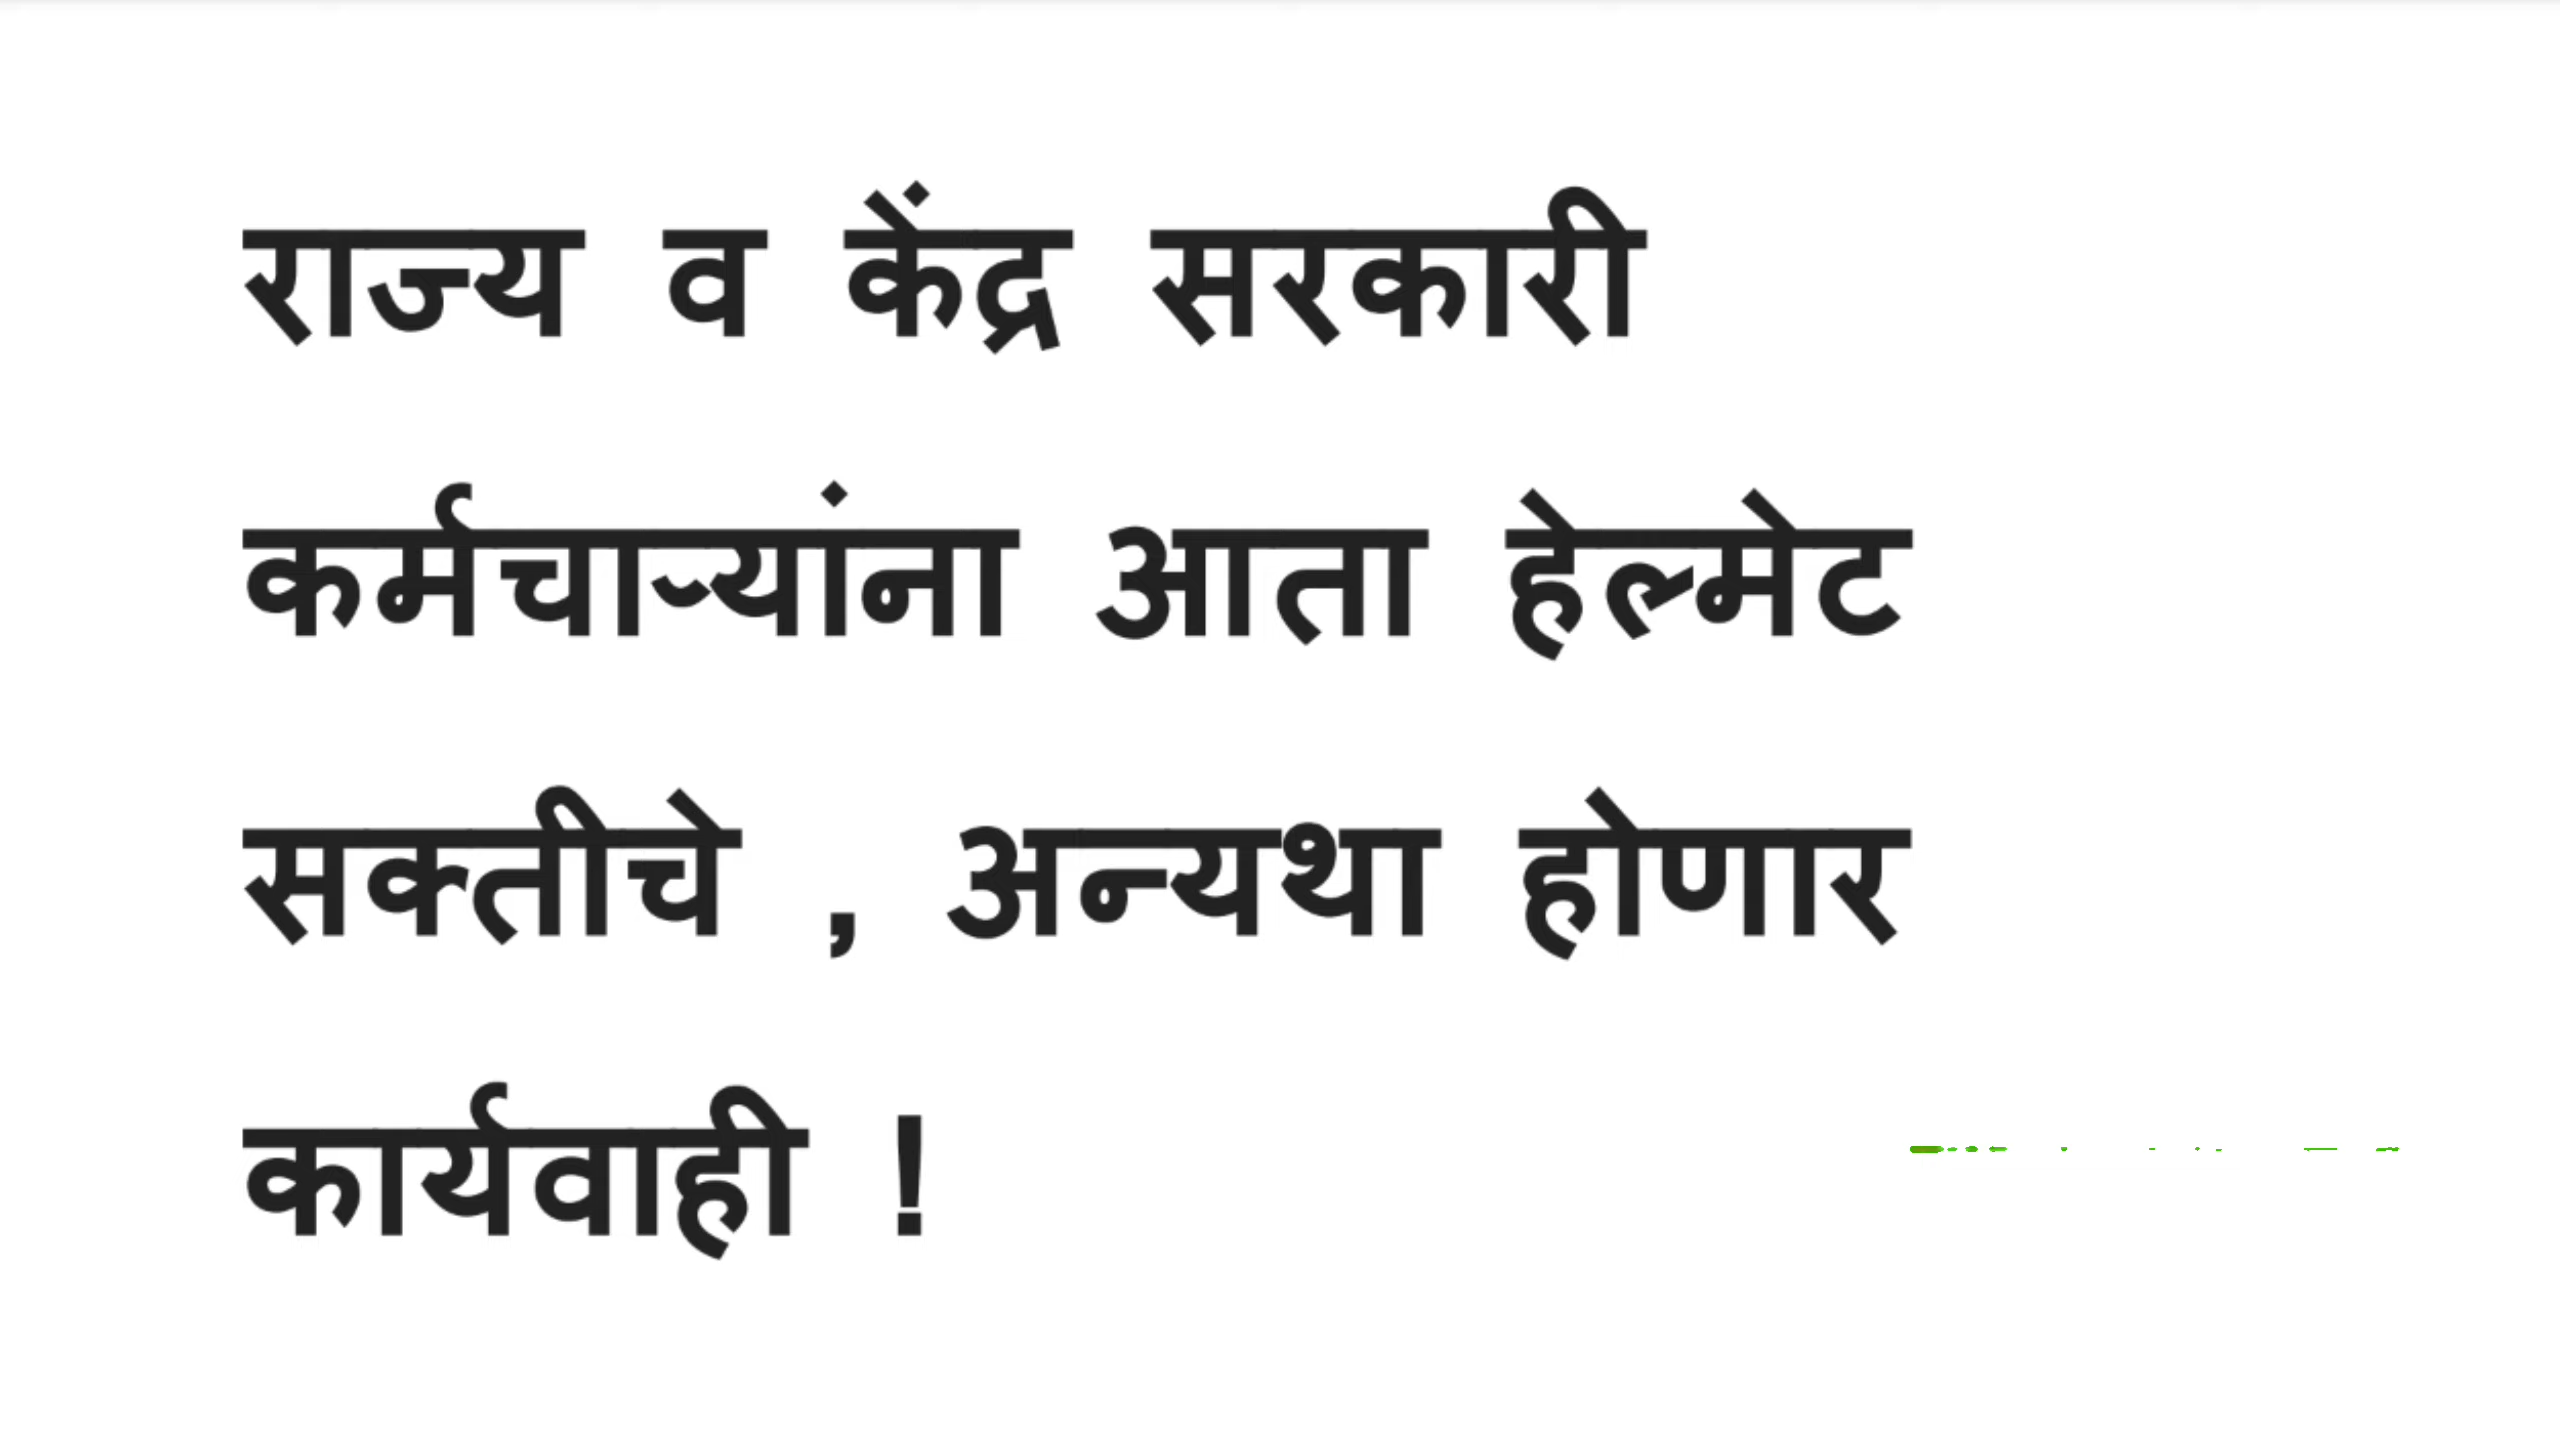 राज्य व केंद्र सरकारी
कर्मचाऱ्यांना आता हेल्मेट
सक्तीचे , अन्यथा होणार
कार्यवाही !